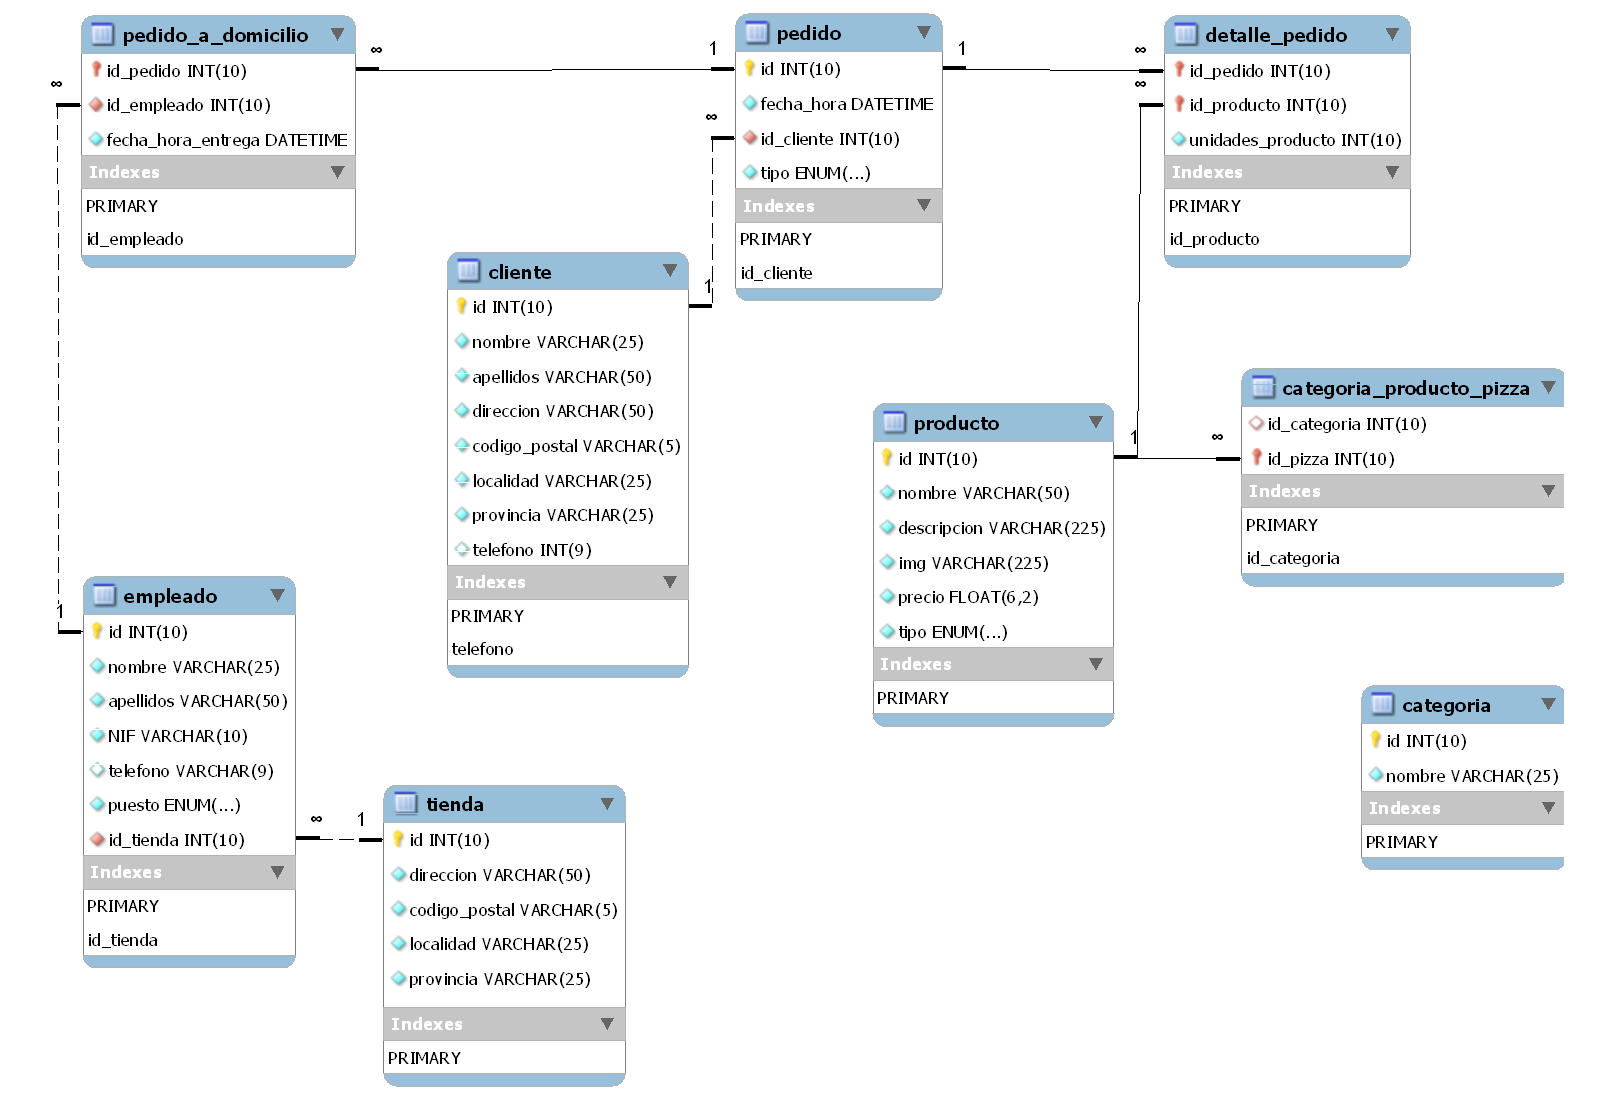 pedido_a_domicilio
id_pedido INT(10)
id_empleado INT(10)
fecha_hora_entrega DATETIME
Indexes
PRIMARY
id_empleado
∞
∞
1
pedido
id INT(10)
fecha_hora DATETIME
id_cliente INT(10)
tipo ENUM(...)
Indexes
PRIMARY
id_cliente
1
∞
∞
∞
detalle_pedido
id_pedido INT(10)
id_producto INT(10)
unidades_producto INT(10)
Indexes
PRIMARY
id_producto
cliente
id INT(10)
nombre VARCHAR(25)
apellidos VARCHAR(50)
direccion VARCHAR(50)
codigo_postal VARCHAR(5)
localidad VARCHAR(25)
provincia VARCHAR(25)
telefono INT(9)
Indexes
PRIMARY
telefono
1
producto
id INT(10)
nombre VARCHAR(50)
descripcion VARCHAR(225)
img VARCHAR(225)
precio FLOAT(6,2)
tipo ENUM(...)
Indexes
PRIMARY
1
∞
categoria_producto_pizza
id_categoria INT(10)
id_pizza INT(10)
Indexes
PRIMARY
id_categoria
1
empleado
id INT(10)
nombre VARCHAR(25)
apellidos VARCHAR(50)
NIF VARCHAR(10)
telefono VARCHAR(9)
puesto ENUM(...)
id_tienda INT(10)
Indexes
PRIMARY
id_tienda
∞
1
tienda
id INT(10)
direccion VARCHAR(50)
codigo_postal VARCHAR(5)
localidad VARCHAR(25)
provincia VARCHAR(25)
Indexes
PRIMARY
categoria
id INT(10)
nombre VARCHAR(25)
Indexes
PRIMARY